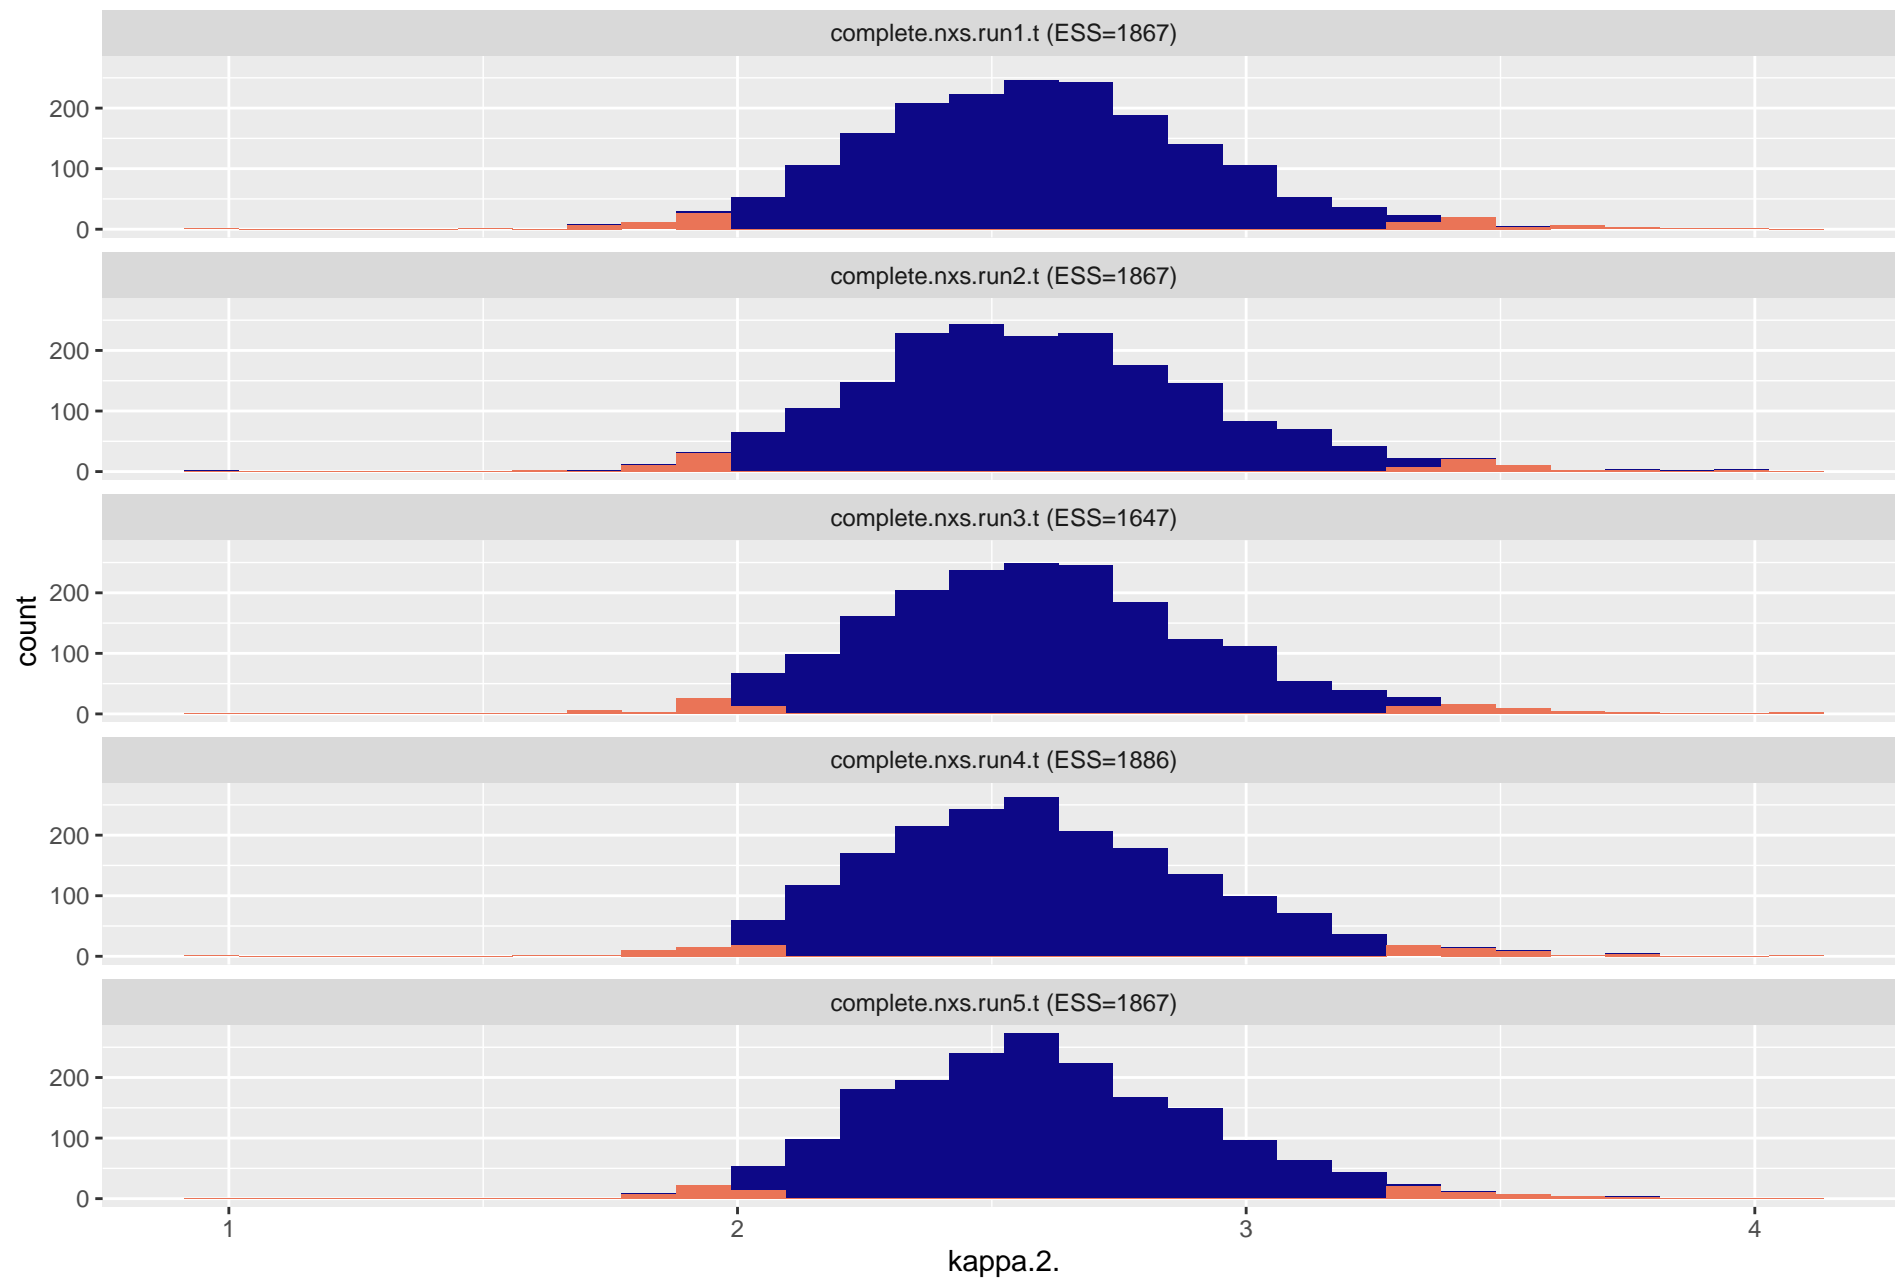 complete.nxs.run1.t (ESS=1867)
200
100
0
complete.nxs.run2.t (ESS=1867)
200
100
0
complete.nxs.run3.t (ESS=1647)
200
100
0
complete.nxs.run4.t (ESS=1886)
200
100
0
complete.nxs.run5.t (ESS=1867)
200
100
0
count
1 2 3 4
kappa.2.